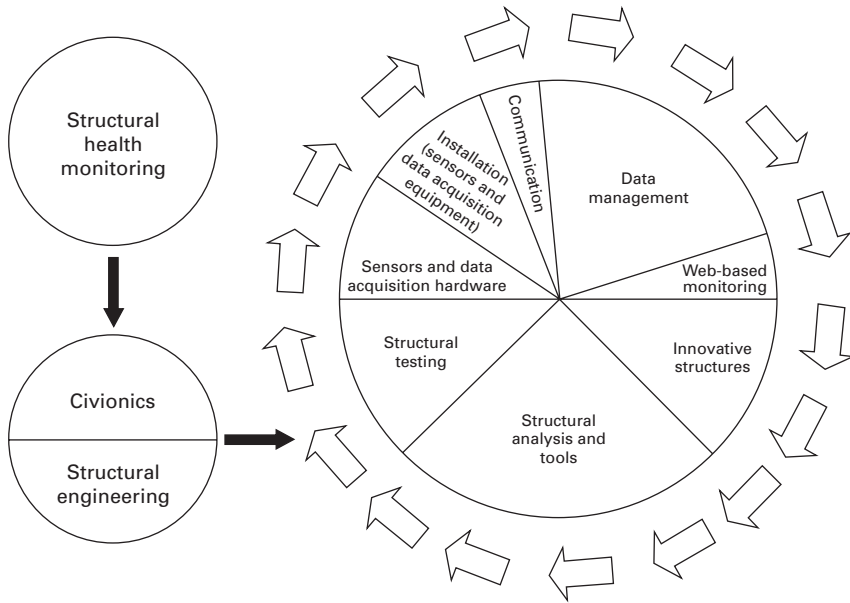 Structural
health
monitoring
Civionics
Structural
engineering
Installation
(sensors and
data acquisition
equipment)
Communication
Data
management
Sensors and data
acquisition hardware
Web-based
monitoring
Structural
testing
Innovative
structures
Structural
analysis and
tools